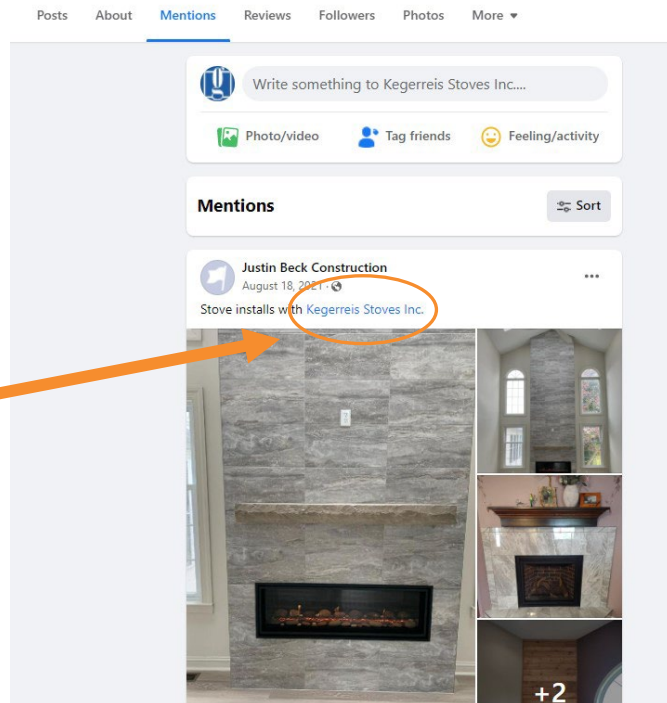 Posts About Mentions Reviews Followers Photos More
Write something to Kegerreis Stoves Inc....
Photo/video Tag friends Feeling/activity
Mentions Sort
Justin Beck Construction
August 18, 2021 ·
Stove installs with Kegerreis Stoves Inc.
+2